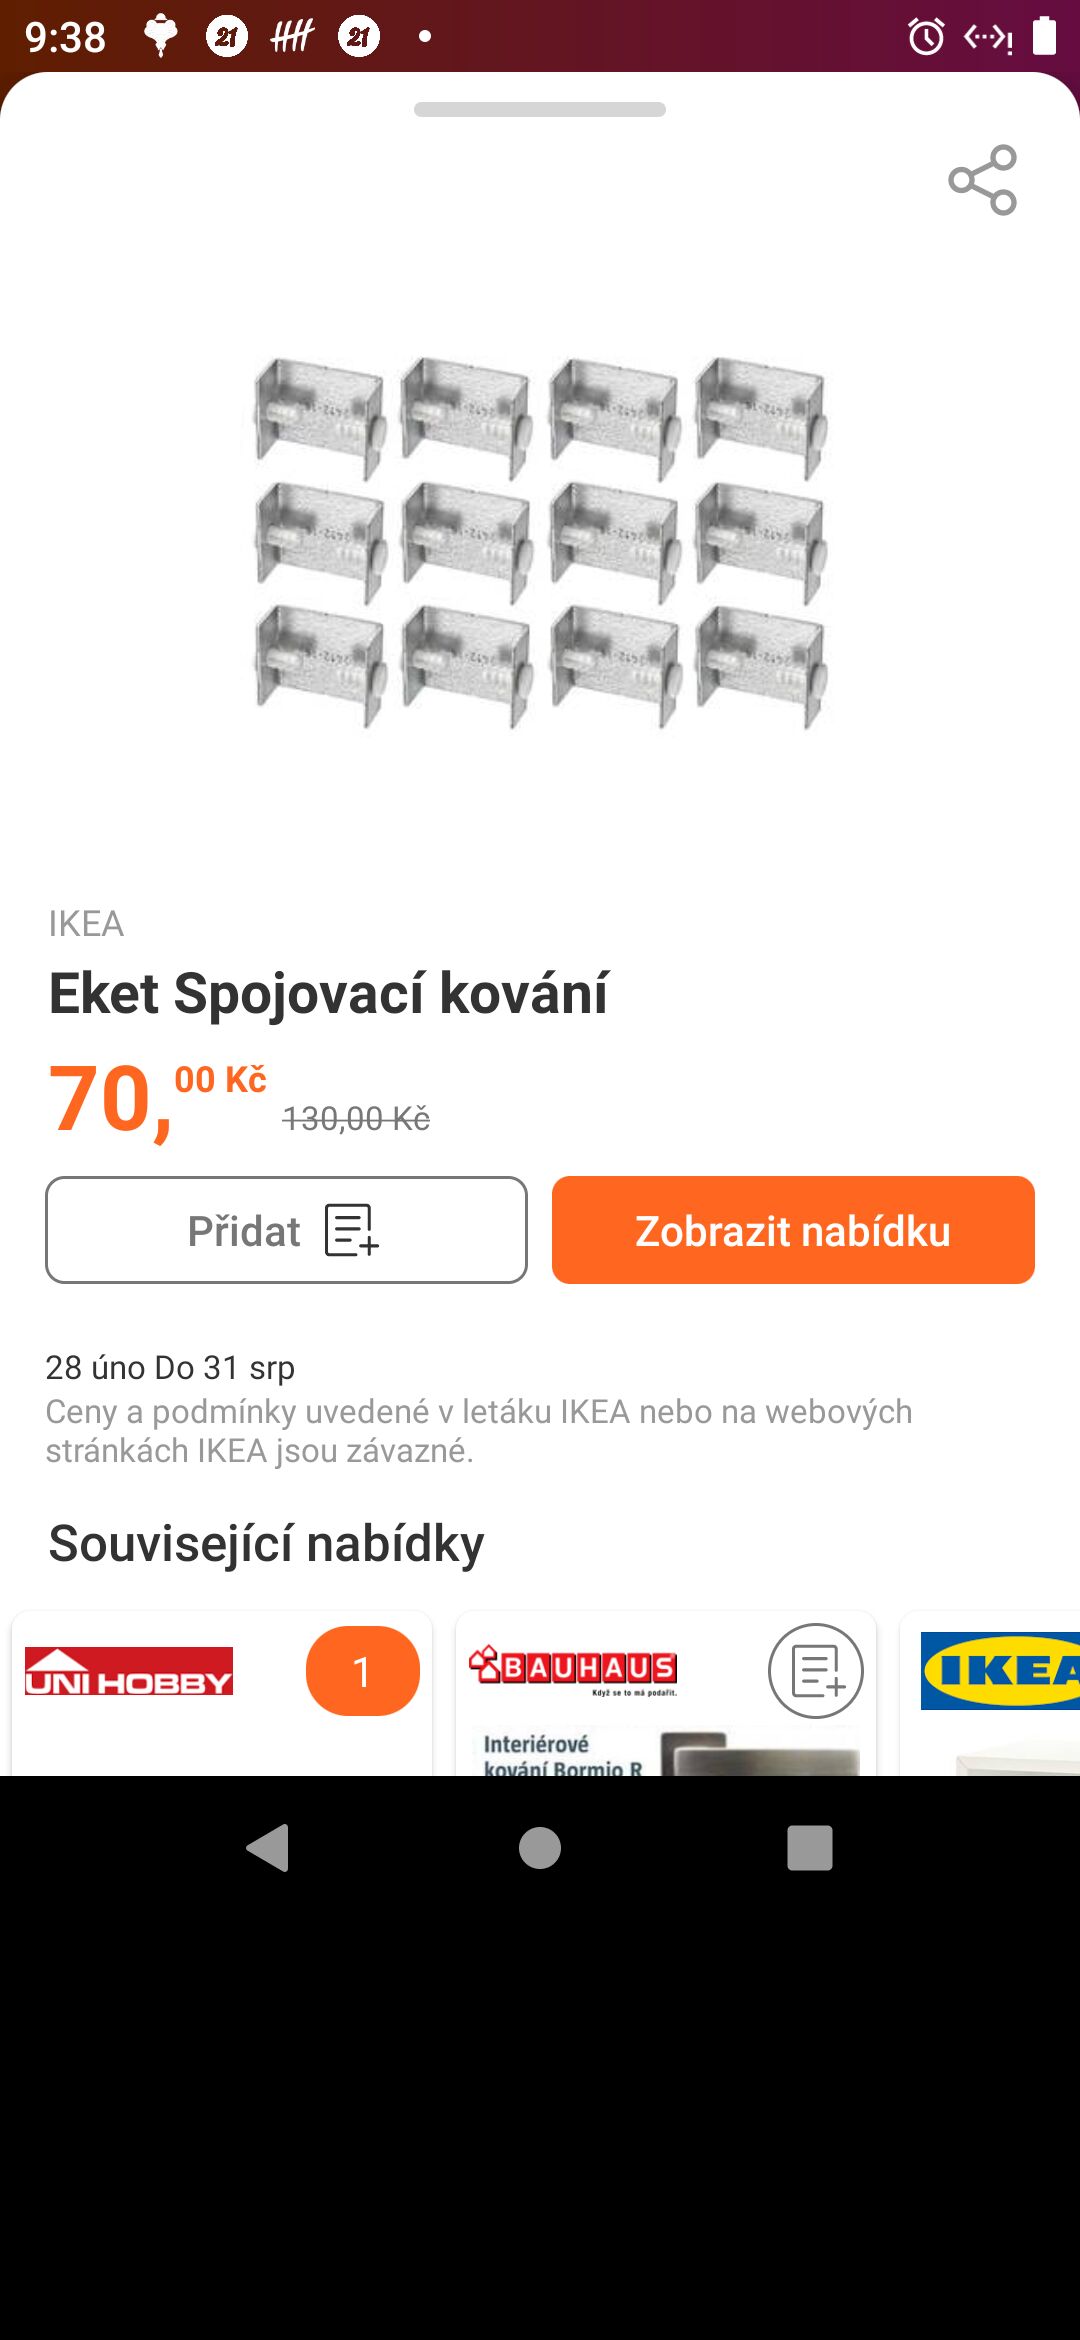 9:38
21
21
IKEA
Eket Spojovací kování
70,00 Kč
130,00 Kč
Přidat
Zobrazit nabídku
28 úno Do 31 srp
Ceny a podmínky uvedené v letáku IKEA nebo na webových
stránkách IKEA jsou závazné.
Související nabídky
UNI HOBBY
1
BAUHAUS
Když se to má podařit.
IKEA
Interiérové
kování Bormio R